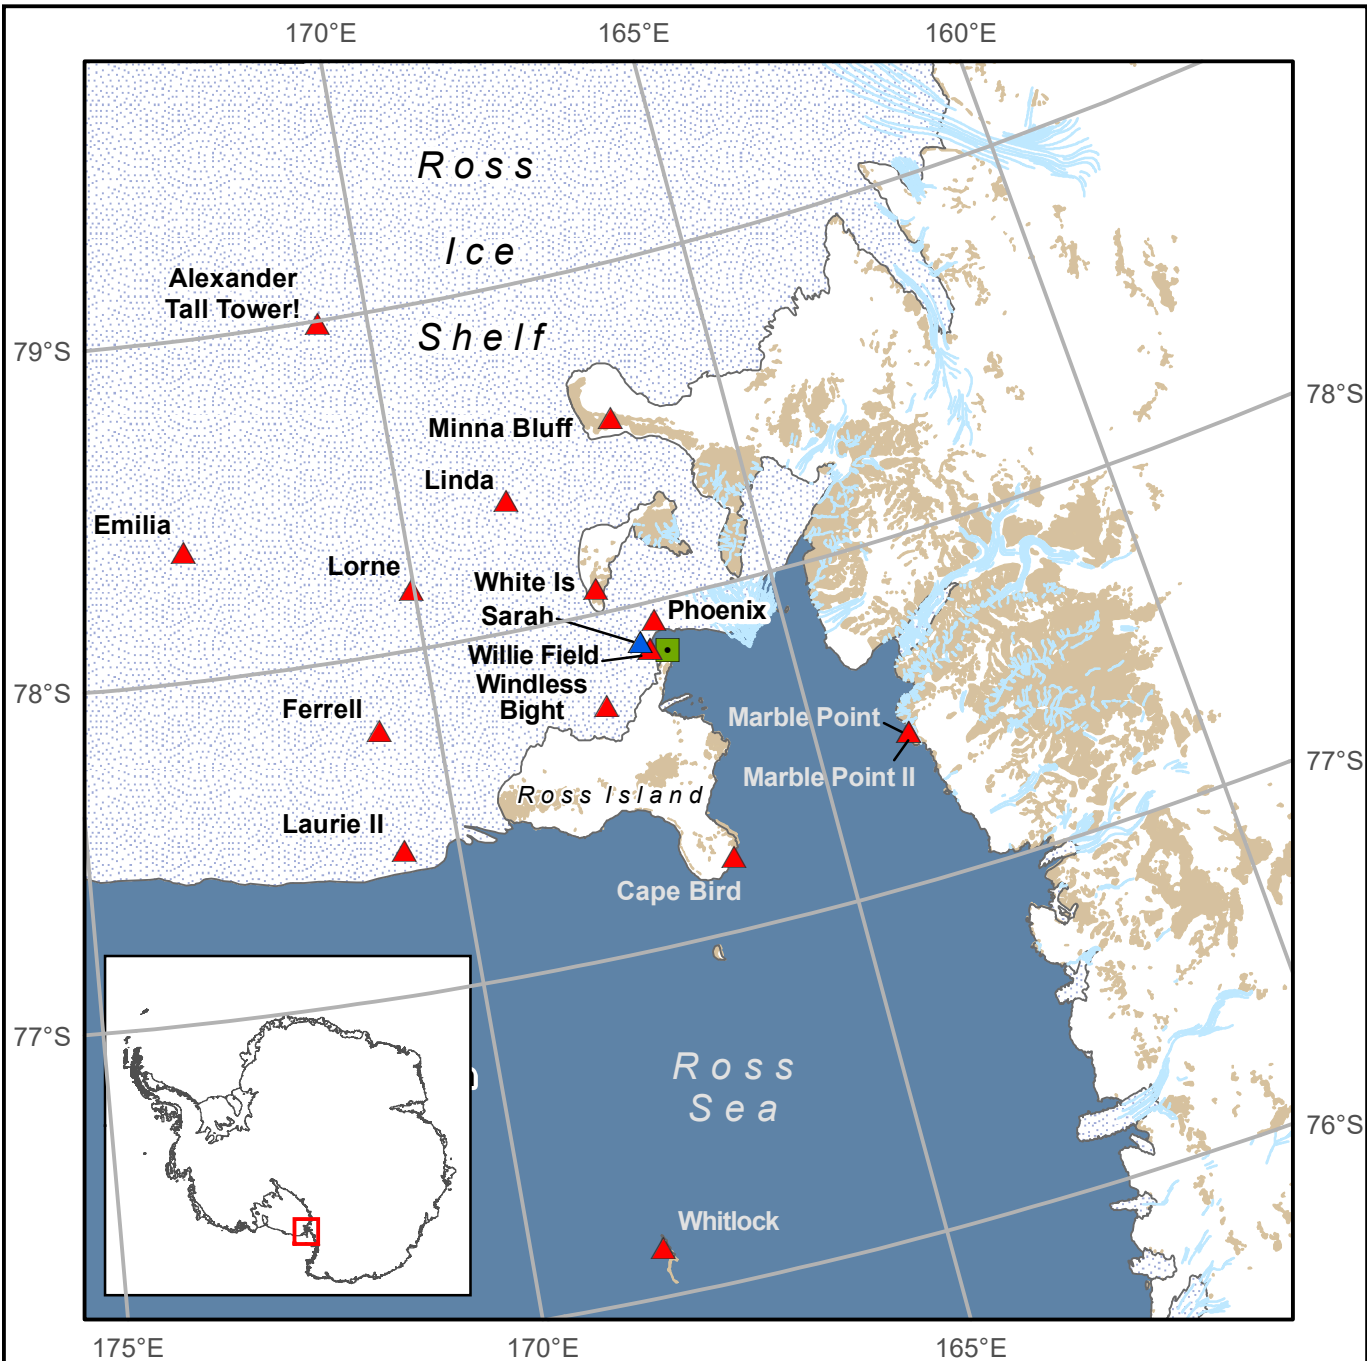 170°E
165°E
160°E
Ross
Ice
Shelf
Alexander
Tall Tower!
79°S
78°S
Minna Bluff
Linda
Emilia
Lorne
White Is
Phoenix
Sarah
Willie Field
Windless
Bight
78°S
Ferrell
Marble Point
77°S
Marble Point II
Ross Island
Laurie II
Cape Bird
77°S
Ross
Sea
76°S
Whitlock
175°E
170°E
165°E